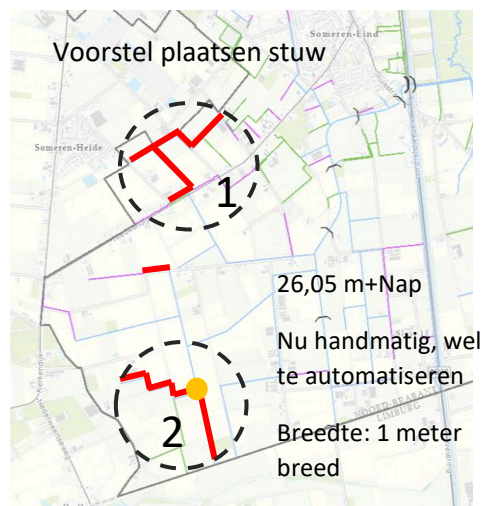 Voorstel plaatsen stuw
Someren-Eind
Someren-Heide
1
26,05 m+Nap
Nu handmatig, wel
te automatiseren
Kerkendijk
NOORD-BRABANT
LIMBURG
2
Breedte: 1 meter
breed